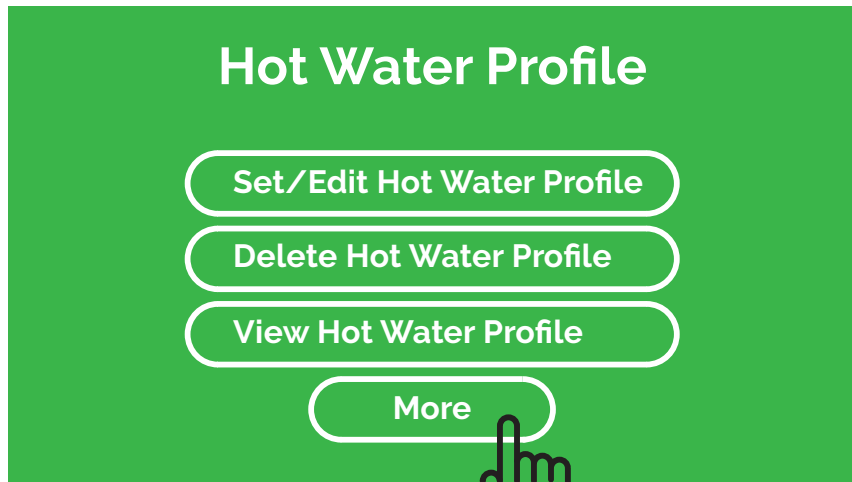 Hot Water Profile
Set/Edit Hot Water Profile
Delete Hot Water Profile
View Hot Water Profile
More